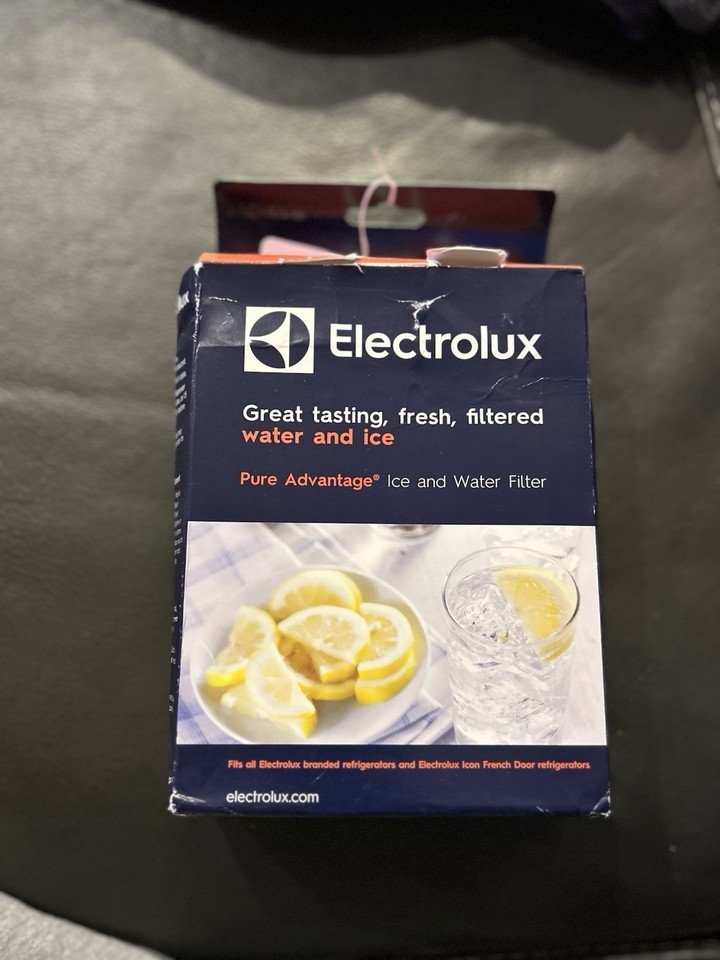 Electrolux
Great tasting, fresh, filtered
water and ice
Pure Advantage® Ice and Water Filter
Fits all Electrolux branded refrigerators and Electrolux Icon French Door refrigerators
electrolux.com